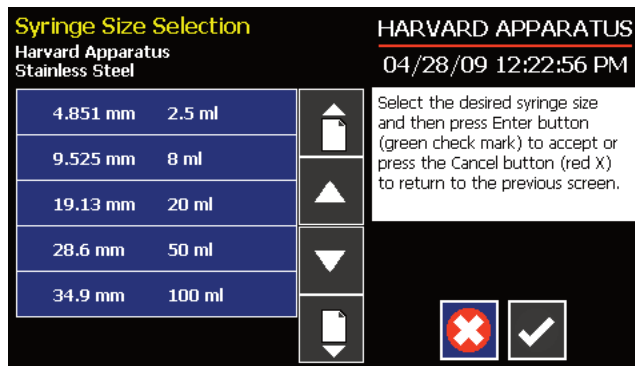 Syringe Size Selection
Harvard Apparatus
Stainless Steel
4.851 mm 2.5 ml
9.525 mm 8 ml
19.13 mm 20 ml
28.6 mm 50 ml
34.9 mm 100 ml
HARVARD APPARATUS
04/28/09 12:22:56 PM
Select the desired syringe size
and then press Enter button
(green check mark) to accept or
press the Cancel button (red X)
to return to the previous screen.